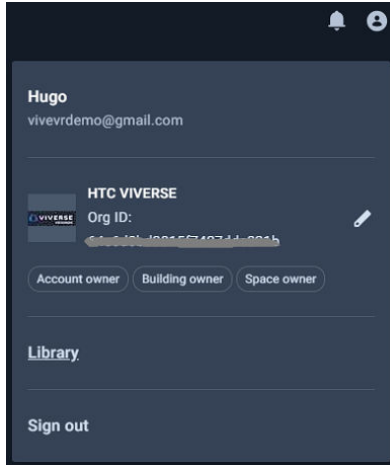 Hugo
vivevrdemo@gmail.com
VIVERSE
HTC VIVERSE
Org ID:
Account owner
Building owner
Space owner
Library
Sign out